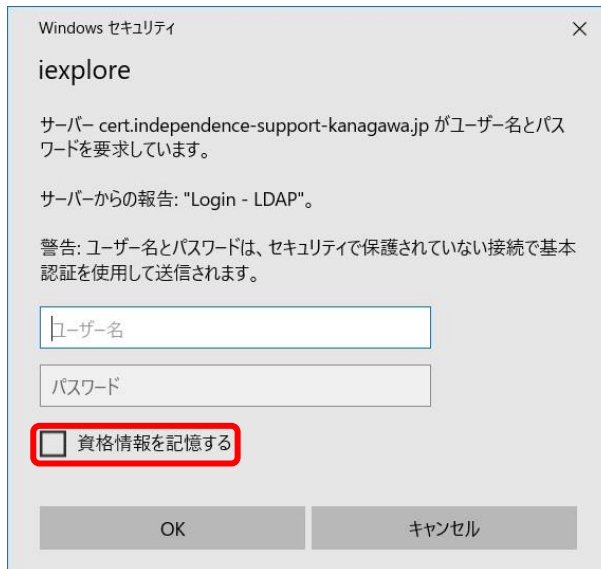 Windows セキュリティ
iexplore
サーバー cert.independence-support-kanagawa.jp がユーザー名とパス
ワードを要求しています。
サーバーからの報告: "Login - LDAP"。
警告: ユーザー名とパスワードは、セキュリティで保護されていない接続で基本
認証を使用して送信されます。
ユーザー名
パスワード
資格情報を記憶する
OK
キャンセル